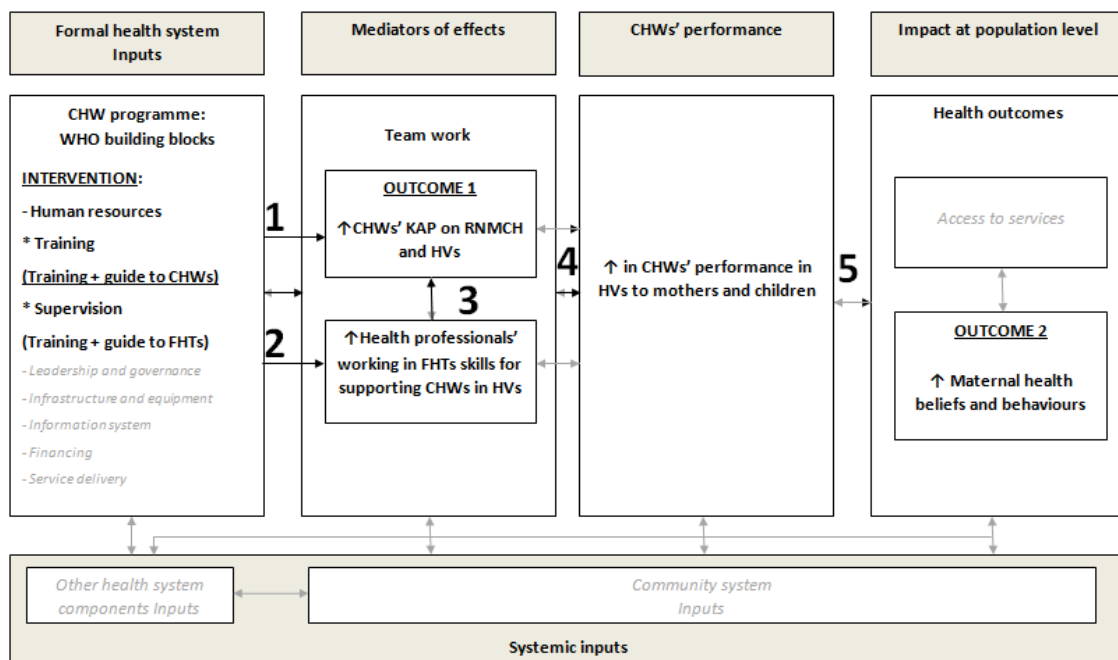 Formal health system
Inputs
Mediators of effects
CHWs' performance
Impact at population level
CHW programme:
WHO building blocks
INTERVENTION:
- Human resources
* Training
(Training + guide to CHWs)
* Supervision
(Training + guide to FHTs)
- Leadership and governance
- Infrastructure and equipment
- Information system
- Financing
- Service delivery
1
2
Team work
OUTCOME 1
↑CHWs' KAP on RNMCH
and HVs
3
↑Health professionals'
working in FHTs skills for
supporting CHWs in HVs
4
↑ in CHWs' performance in
HVs to mothers and children
5
Health outcomes
Access to services
OUTCOME 2
↑ Maternal health
beliefs and behaviours
Other health system
components Inputs
Community system
Inputs
Systemic inputs